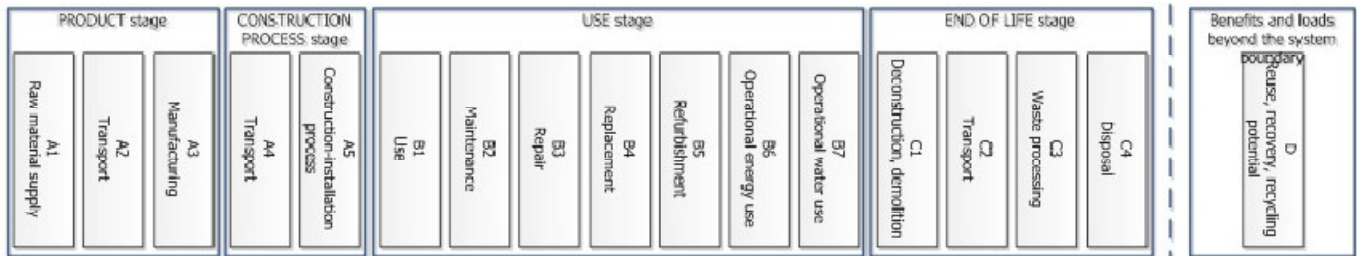 PRODUCT stage
A1
Raw material supply
A2
Transport
A3
Manufacturing
CONSTRUCTION
PROCESS stage
A4
Transport
A5
Construction-installation
process
USE stage
B1
Use
B2
Maintenance
B3
Repair
B4
Replacement
B5
Refurbishment
B6
Operational energy use
B7
Operational water use
END OF LIFE stage
C1
Deconstruction, demolition
C2
Transport
C3
Waste processing
C4
Disposal
Benefits and loads
beyond the system
boundary
D
Reuse, recovery, recycling
potential